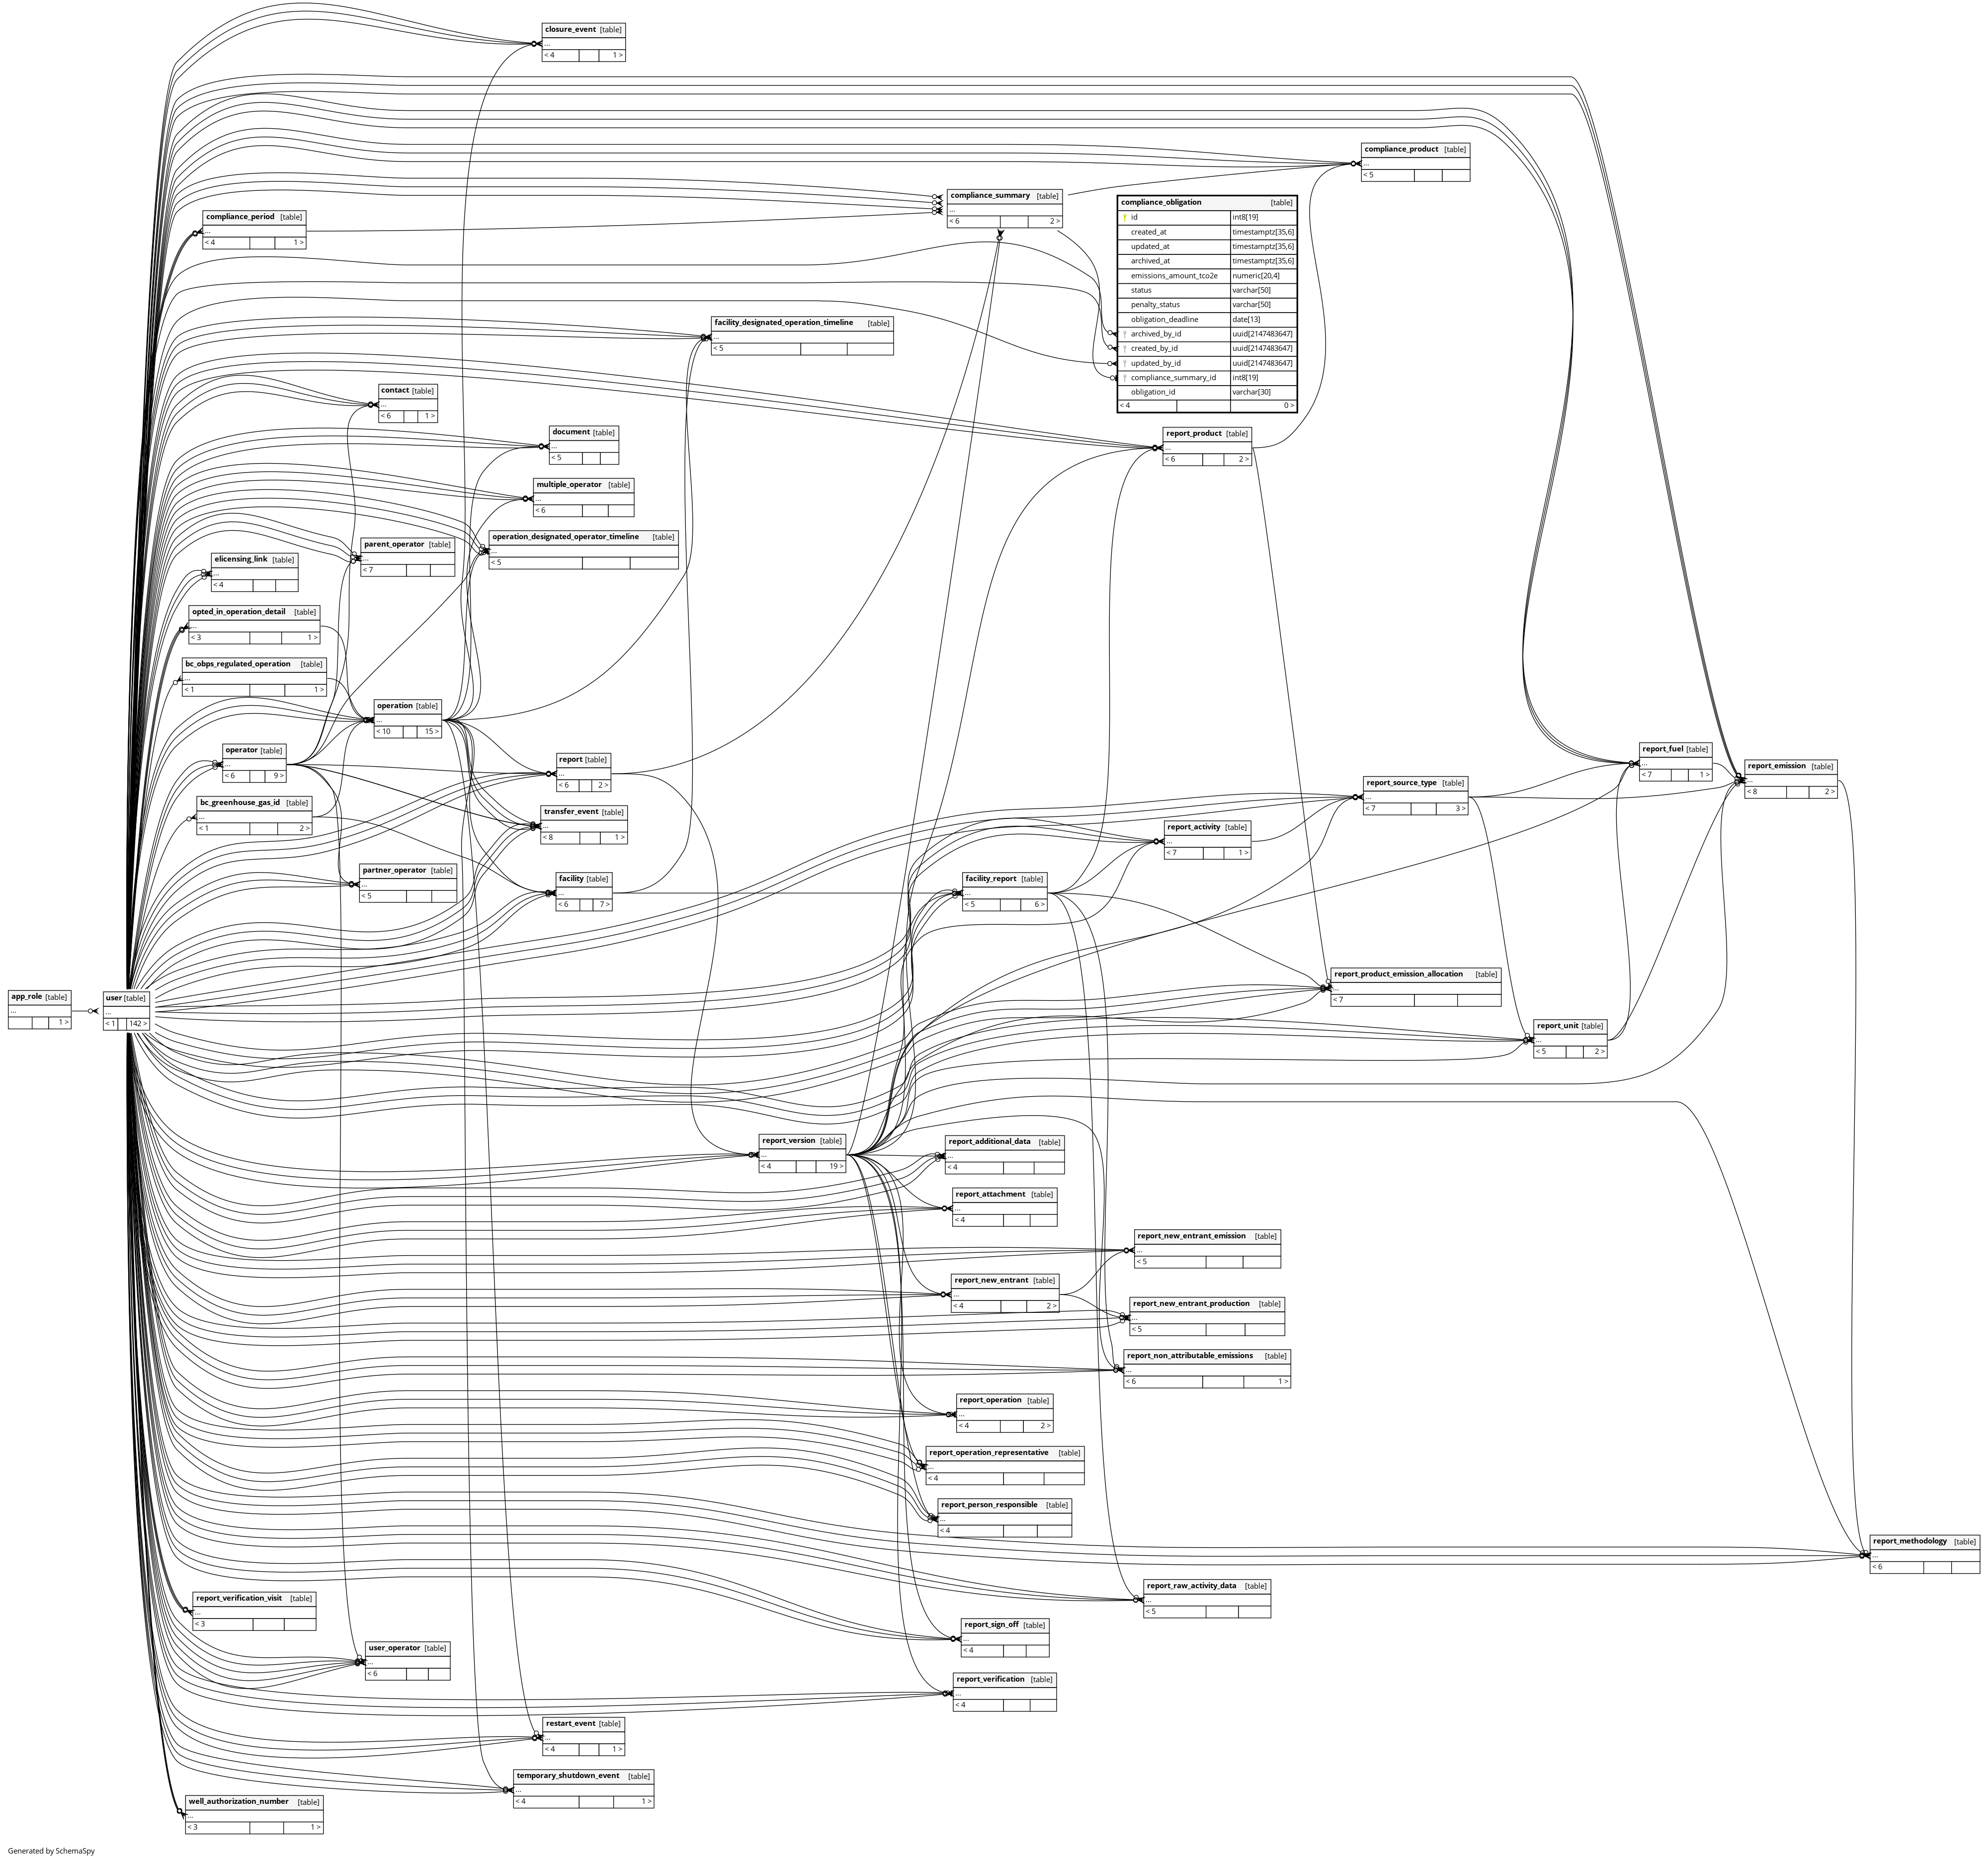 closure_event [table]
...
< 4 1 >
compliance_product [table]
...
< 5
compliance_summary [table]
...
< 6 2 >
compliance_obligation [table]
id int8[19]
created_at timestamptz[35,6]
updated_at timestamptz[35,6]
archived_at timestamptz[35,6]
emissions_amount_tco2e numeric[20,4]
status varchar[50]
penalty_status varchar[50]
obligation_deadline date[13]
archived_by_id uuid[2147483647]
created_by_id uuid[2147483647]
updated_by_id uuid[2147483647]
compliance_summary_id int8[19]
obligation_id varchar[30]
< 4 0 >
compliance_period [table]
...
< 4 1 >
facility_designated_operation_timeline [table]
...
< 5
contact [table]
...
< 6 1 >
document [table]
...
< 5
report_product [table]
...
< 6 2 >
multiple_operator [table]
...
< 6
operation_designated_operator_timeline [table]
...
< 5
parent_operator [table]
...
< 7
elicensing_link [table]
...
< 4
opted_in_operation_detail [table]
...
< 3 1 >
bc_obps_regulated_operation [table]
...
< 1 1 >
operation [table]
...
< 10 15 >
operator [table]
...
< 6 9 >
report [table]
...
< 6 2 >
report_fuel [table]
...
< 7 1 >
report_emission [table]
...
< 8 2 >
report_source_type [table]
...
< 7 3 >
bc_greenhouse_gas_id [table]
...
< 1 2 >
transfer_event [table]
...
< 8 1 >
report_activity [table]
...
< 7 1 >
partner_operator [table]
...
< 5
facility [table]
...
< 6 7 >
facility_report [table]
...
< 5 6 >
report_product_emission_allocation [table]
...
< 7
app_role [table]
...
1 >
user [table]
...
< 1 142 >
report_unit [table]
...
< 5 2 >
report_version [table]
...
< 4 19 >
report_additional_data [table]
...
< 4
report_attachment [table]
...
< 4
report_new_entrant_emission [table]
...
< 5
report_new_entrant [table]
...
< 4 2 >
report_new_entrant_production [table]
...
< 5
report_non_attributable_emissions [table]
...
< 6 1 >
report_operation [table]
...
< 4 2 >
report_operation_representative [table]
...
< 4
report_person_responsible [table]
...
< 4
report_methodology [table]
...
< 6
report_raw_activity_data [table]
...
< 5
report_verification_visit [table]
...
< 3
report_sign_off [table]
...
< 4
user_operator [table]
...
< 6
report_verification [table]
...
< 4
restart_event [table]
...
< 4 1 >
temporary_shutdown_event [table]
...
< 4 1 >
well_authorization_number [table]
...
< 3 1 >
Generated by SchemaSpy